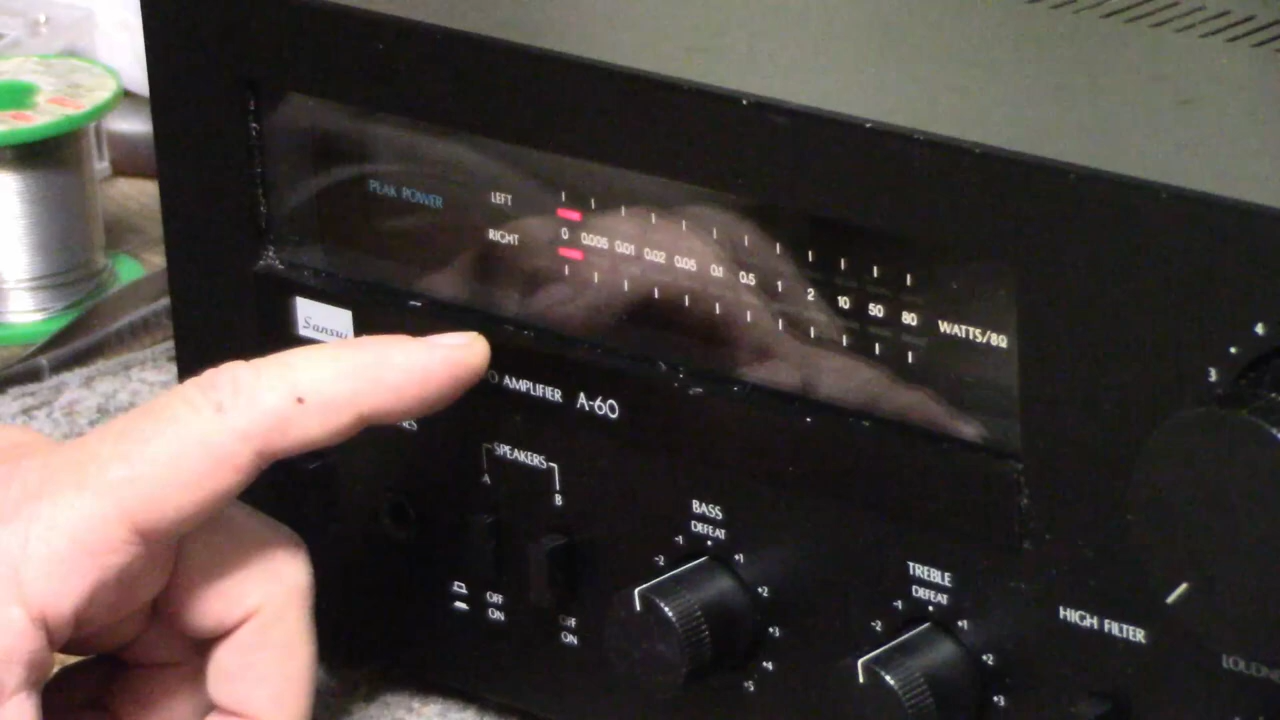 PEAK POWER
LEFT
RIGHT
0 0.005 0.01 0.02 0.05 0.1 0.5 1 2 10 50 80 WATTS/8Ω
Sansui
AMPLIFIER A-60
SPEAKERS
A
B
OFF
ON
OFF
ON
BASS
DEFEAT
-1 +1
-2 +2
+3
+4
+5
TREBLE
DEFEAT
-1 +1
-2 +2
+3
HIGH FILTER
4
3